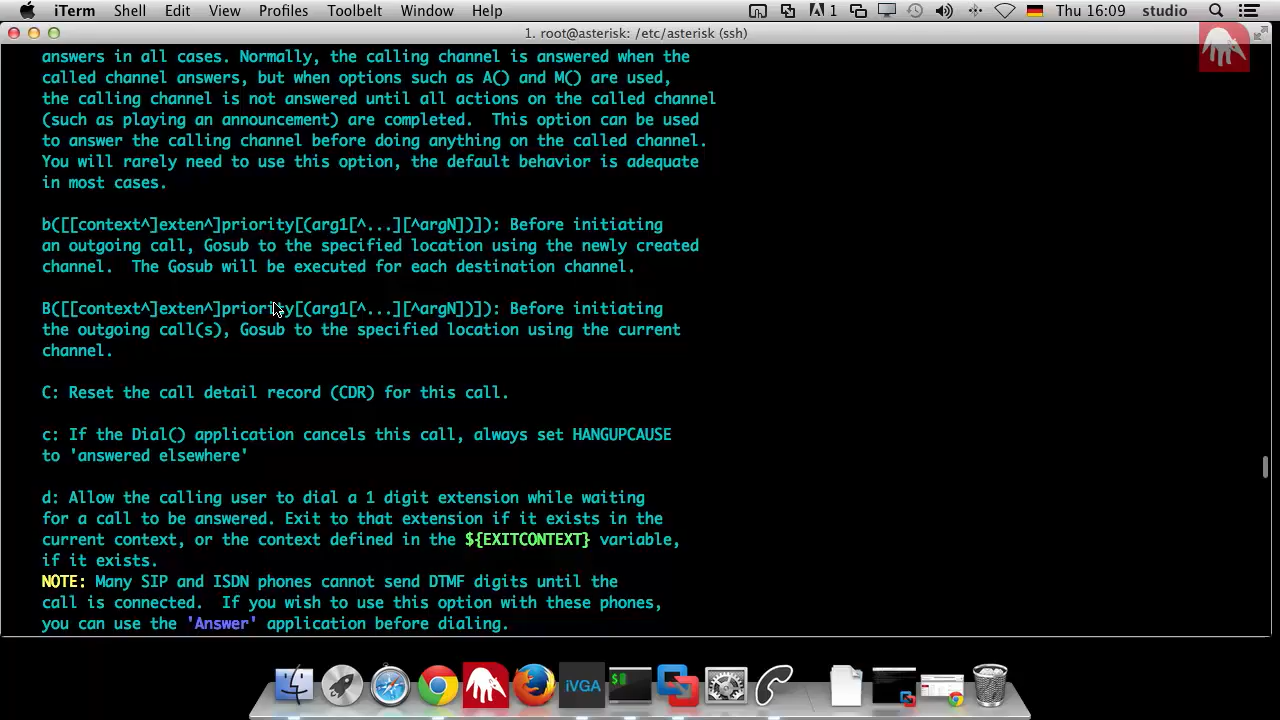 iTerm Shell Edit View Profiles Toolbelt Window Help 1 Thu 16:09 studio
1. root@asterisk: /etc/asterisk (ssh)
answers in all cases. Normally, the calling channel is answered when the
called channel answers, but when options such as A() and M() are used,
the calling channel is not answered until all actions on the called channel
(such as playing an announcement) are completed.  This option can be used
to answer the calling channel before doing anything on the called channel.
You will rarely need to use this option, the default behavior is adequate
in most cases.
b([[context^]exten^]priority[(arg1[^...][^argN])]): Before initiating
an outgoing call, Gosub to the specified location using the newly created
channel.  The Gosub will be executed for each destination channel.
B([[context^]exten^]priority[(arg1[^...][^argN])]): Before initiating
the outgoing call(s), Gosub to the specified location using the current
channel.
C: Reset the call detail record (CDR) for this call.
c: If the Dial() application cancels this call, always set HANGUPCAUSE
to 'answered elsewhere'
d: Allow the calling user to dial a 1 digit extension while waiting
for a call to be answered. Exit to that extension if it exists in the
current context, or the context defined in the ${EXITCONTEXT} variable,
if it exists.
NOTE: Many SIP and ISDN phones cannot send DTMF digits until the
call is connected.  If you wish to use this option with these phones,
you can use the 'Answer' application before dialing.
iVGA